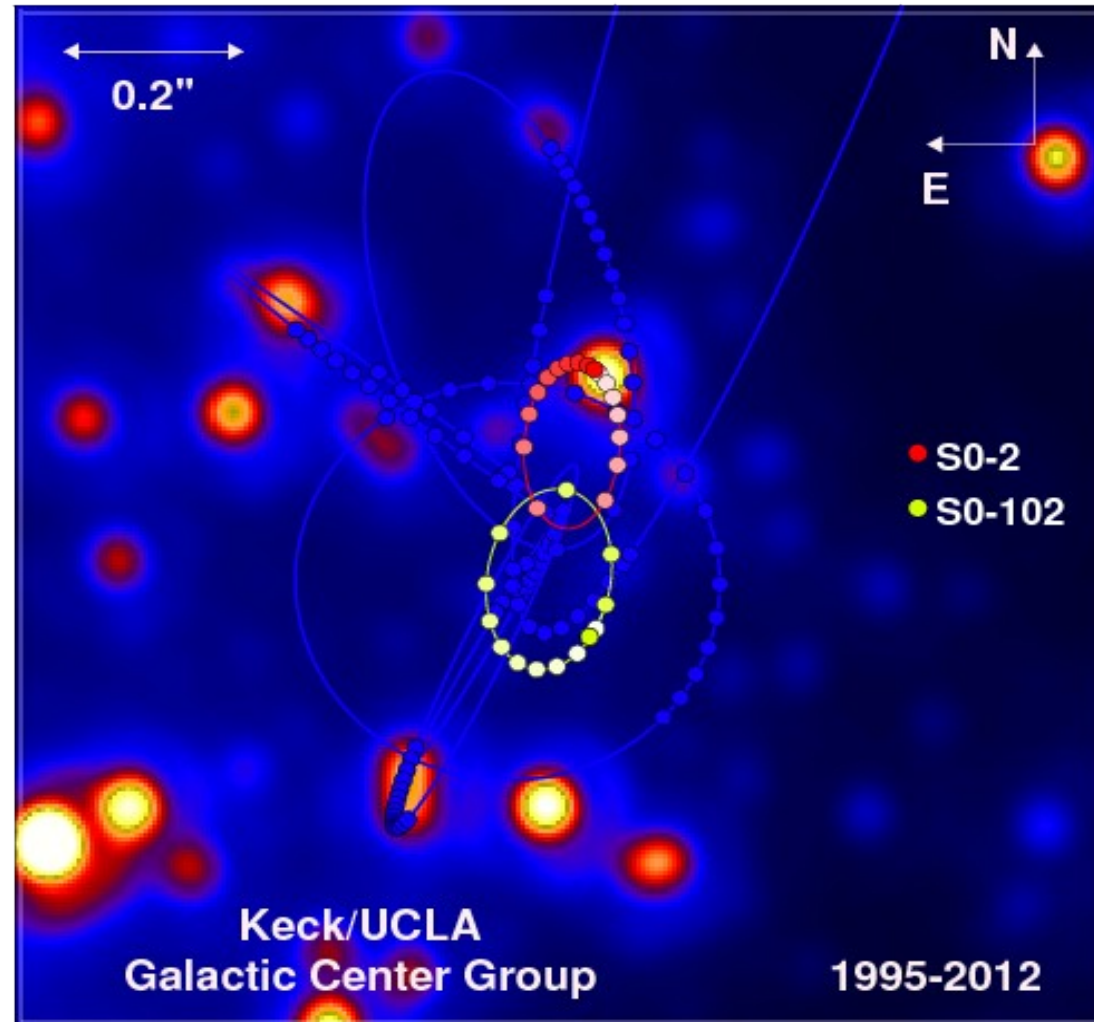 N
0.2"
E
S0-2
S0-102
Keck/UCLA
Galactic Center Group
1995-2012